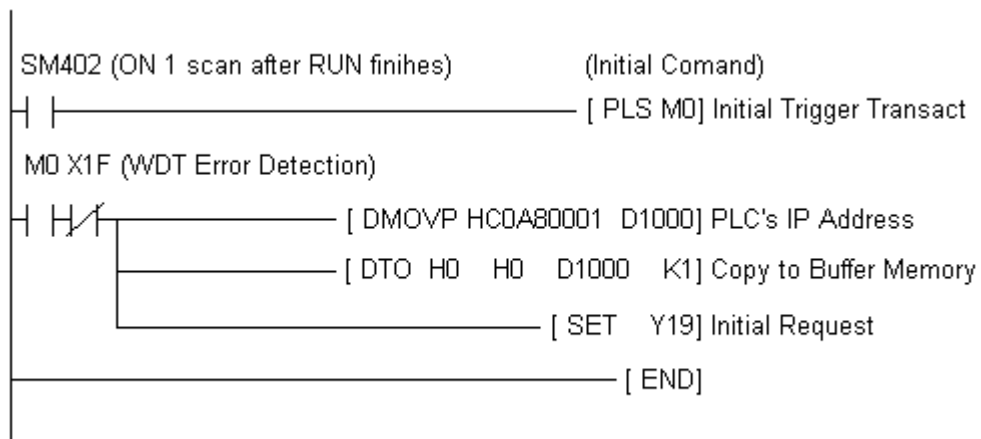 SM402 (ON 1 scan after RUN finihes) (Initial Comand)
[ PLS M0] Initial Trigger Transact
M0 X1F (WDT Error Detection)
[ DMOVP HC0A80001 D1000] PLC's IP Address
[ DTO H0 H0 D1000 K1] Copy to Buffer Memory
[ SET Y19] Initial Request
[ END]